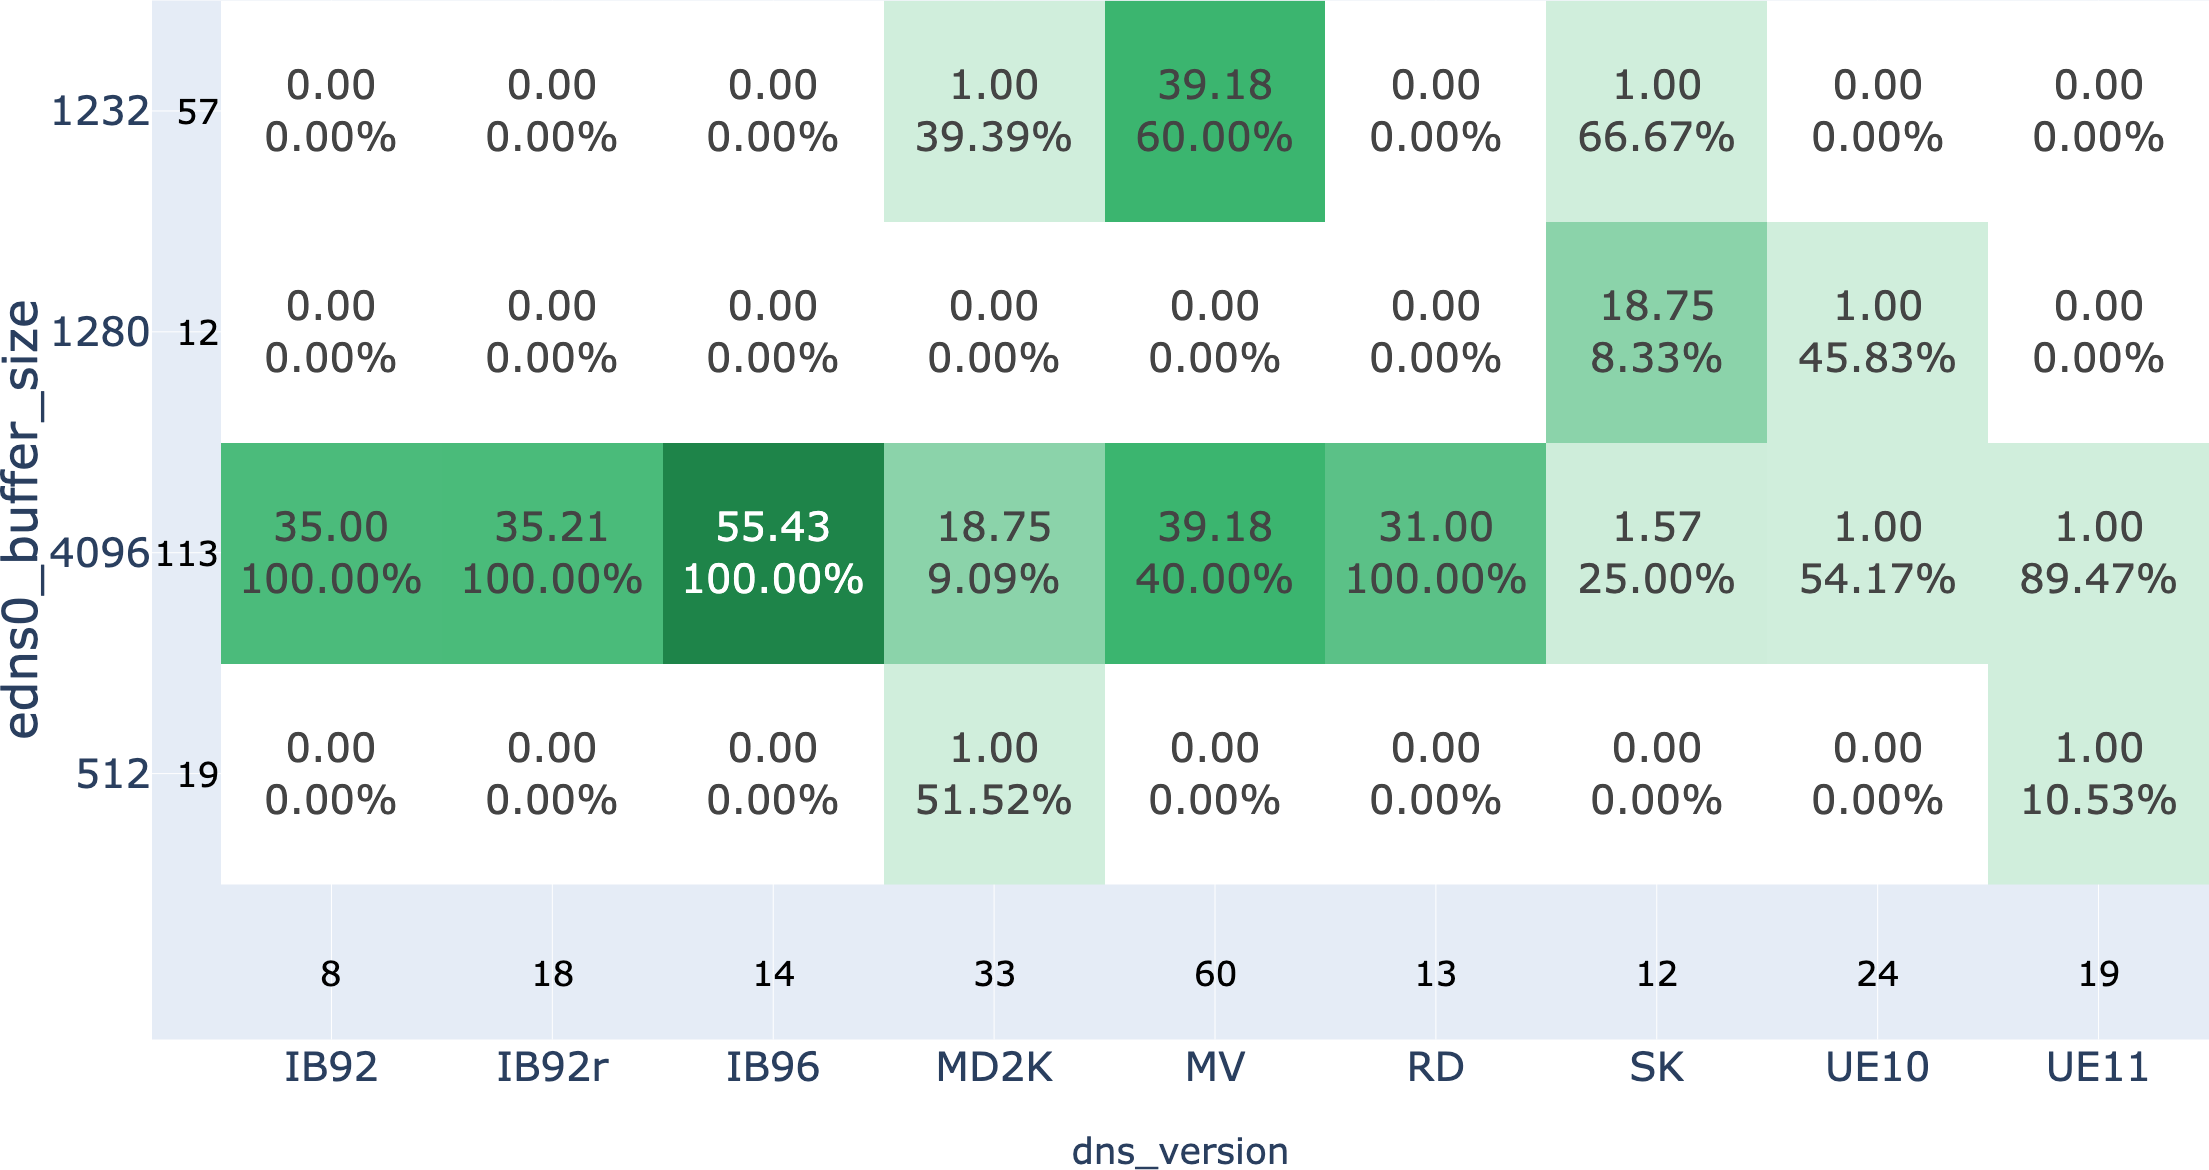 edns0_buffer_size
1232 57 0.00 0.00 0.00 1.00 39.18 0.00 1.00 0.00 0.00
0.00% 0.00% 0.00% 39.39% 60.00% 0.00% 66.67% 0.00% 0.00%
1280 12 0.00 0.00 0.00 0.00 0.00 0.00 18.75 1.00 0.00
0.00% 0.00% 0.00% 0.00% 0.00% 0.00% 8.33% 45.83% 0.00%
4096 113 35.00 35.21 55.43 18.75 39.18 31.00 1.57 1.00 1.00
100.00% 100.00% 100.00% 9.09% 40.00% 100.00% 25.00% 54.17% 89.47%
512 19 0.00 0.00 0.00 1.00 0.00 0.00 0.00 0.00 1.00
0.00% 0.00% 0.00% 51.52% 0.00% 0.00% 0.00% 0.00% 10.53%
8 18 14 33 60 13 12 24 19
IB92 IB92r IB96 MD2K MV RD SK UE10 UE11
dns_version